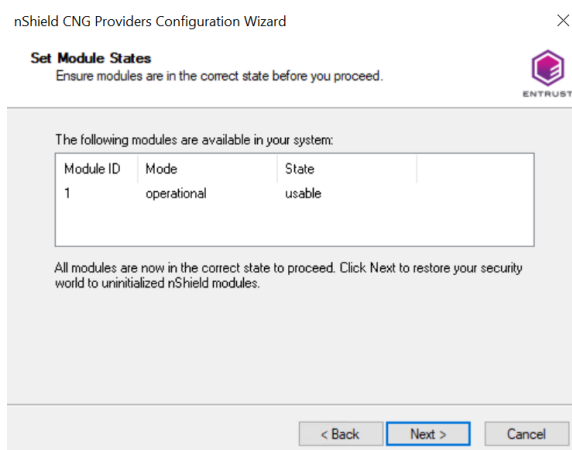 nShield CNG Providers Configuration Wizard
Set Module States
Ensure modules are in the correct state before you proceed.
ENTRUST
The following modules are available in your system:
Module ID Mode State
1 operational usable
All modules are now in the correct state to proceed. Click Next to restore your security
world to uninitialized nShield modules.
< Back Next > Cancel